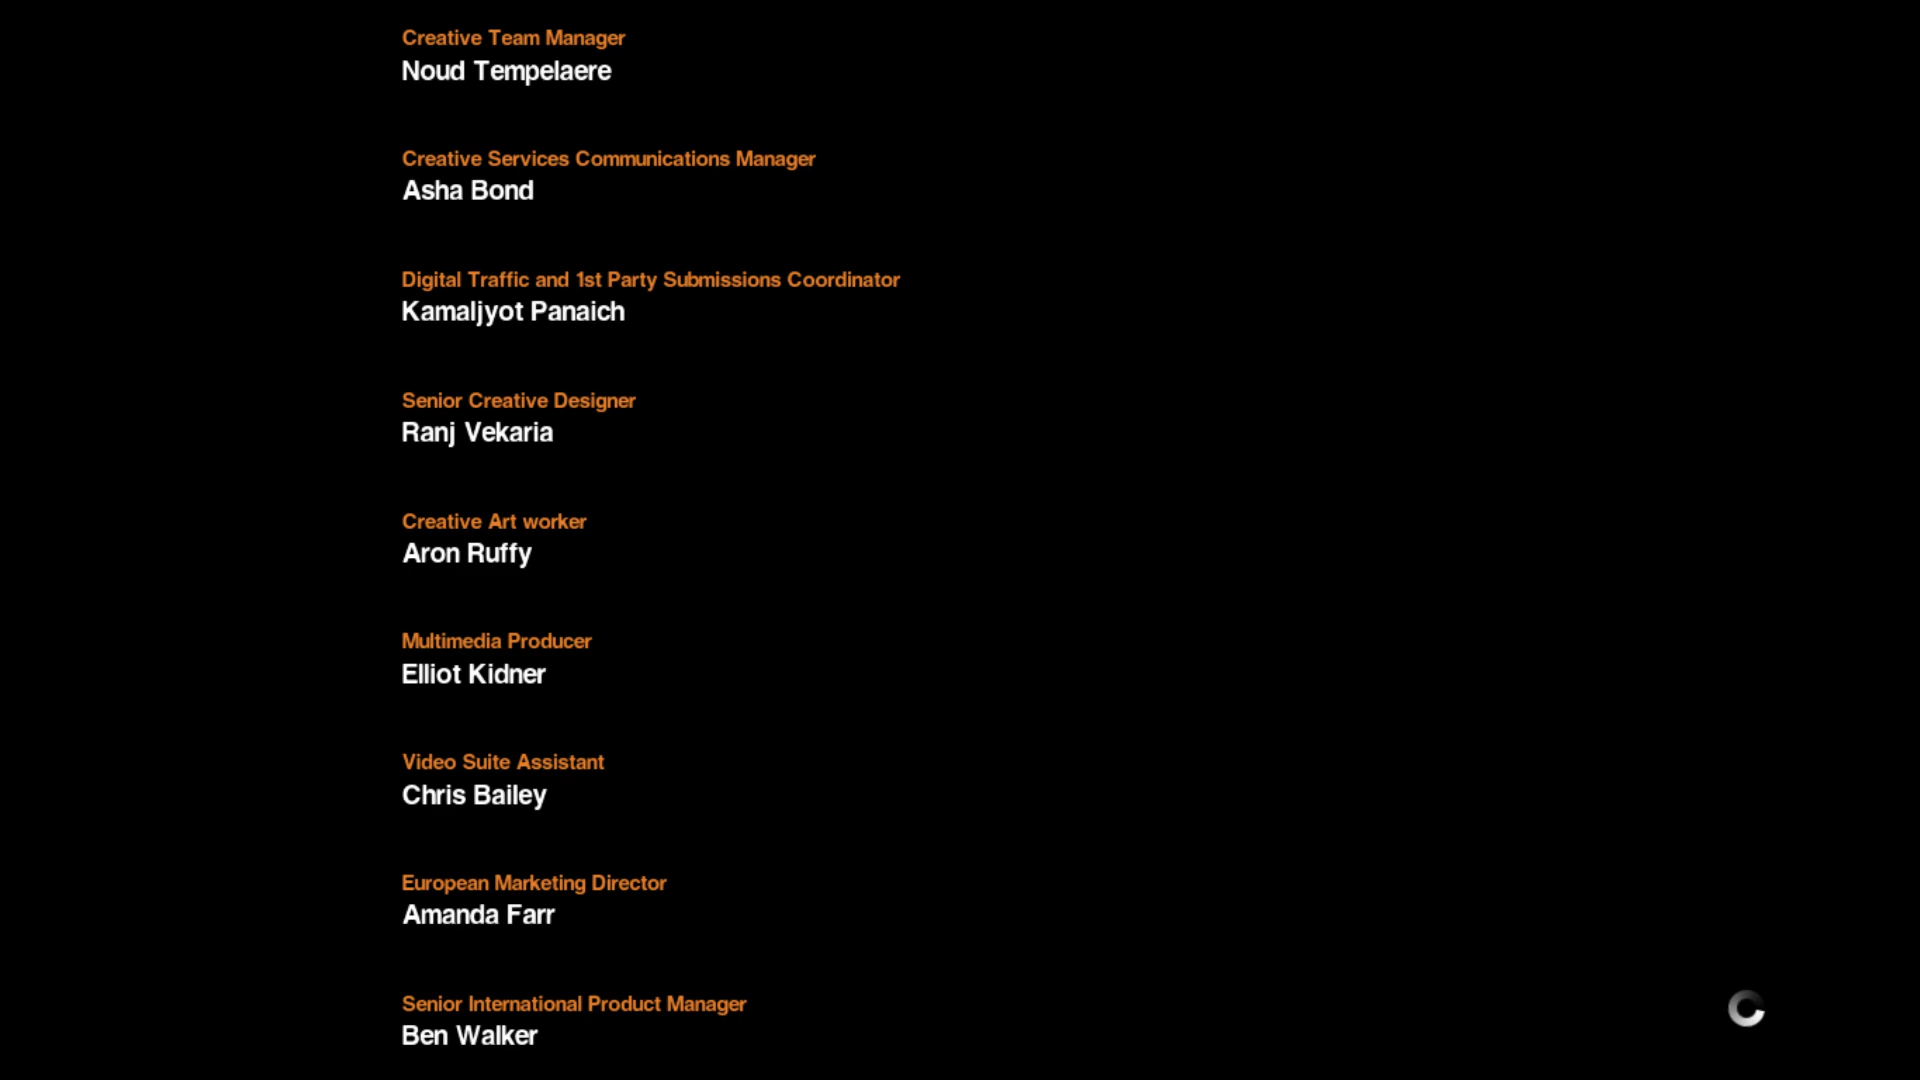 Creative Team Manager
Noud Tempelaere
Creative Services Communications Manager
Asha Bond
Digital Traffic and 1st Party Submissions Coordinator
Kamaljyot Panaich
Senior Creative Designer
Ranj Vekaria
Creative Art worker
Aron Ruffy
Multimedia Producer
Elliot Kidner
Video Suite Assistant
Chris Bailey
European Marketing Director
Amanda Farr
Senior International Product Manager
Ben Walker